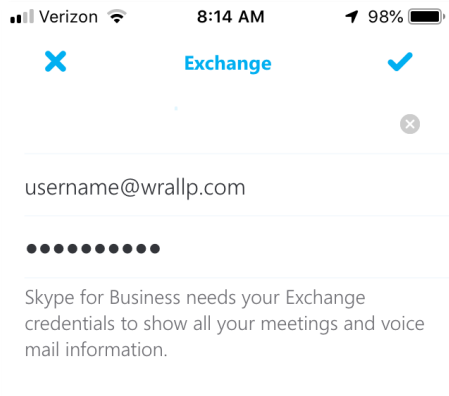 Verizon 8:14 AM 98%
Exchange
username@wrallp.com
●●●●●●●●●●
Skype for Business needs your Exchange
credentials to show all your meetings and voice
mail information.